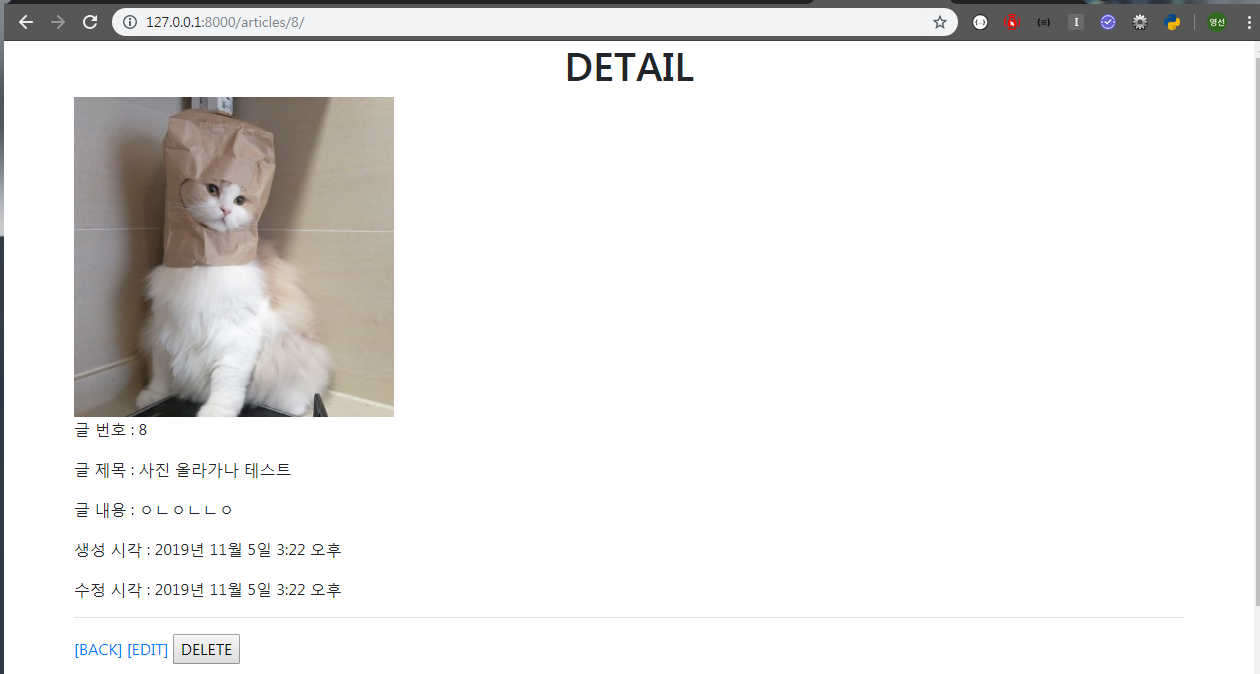 127.0.0.1:8000/articles/8/
영선
DETAIL
글 번호 : 8
글 제목 : 사진 올라가나 테스트
글 내용 : ㅇㄴㅇㄴㄴㅇ
생성 시각 : 2019년 11월 5일 3:22 오후
수정 시각 : 2019년 11월 5일 3:22 오후
[BACK] [EDIT] DELETE